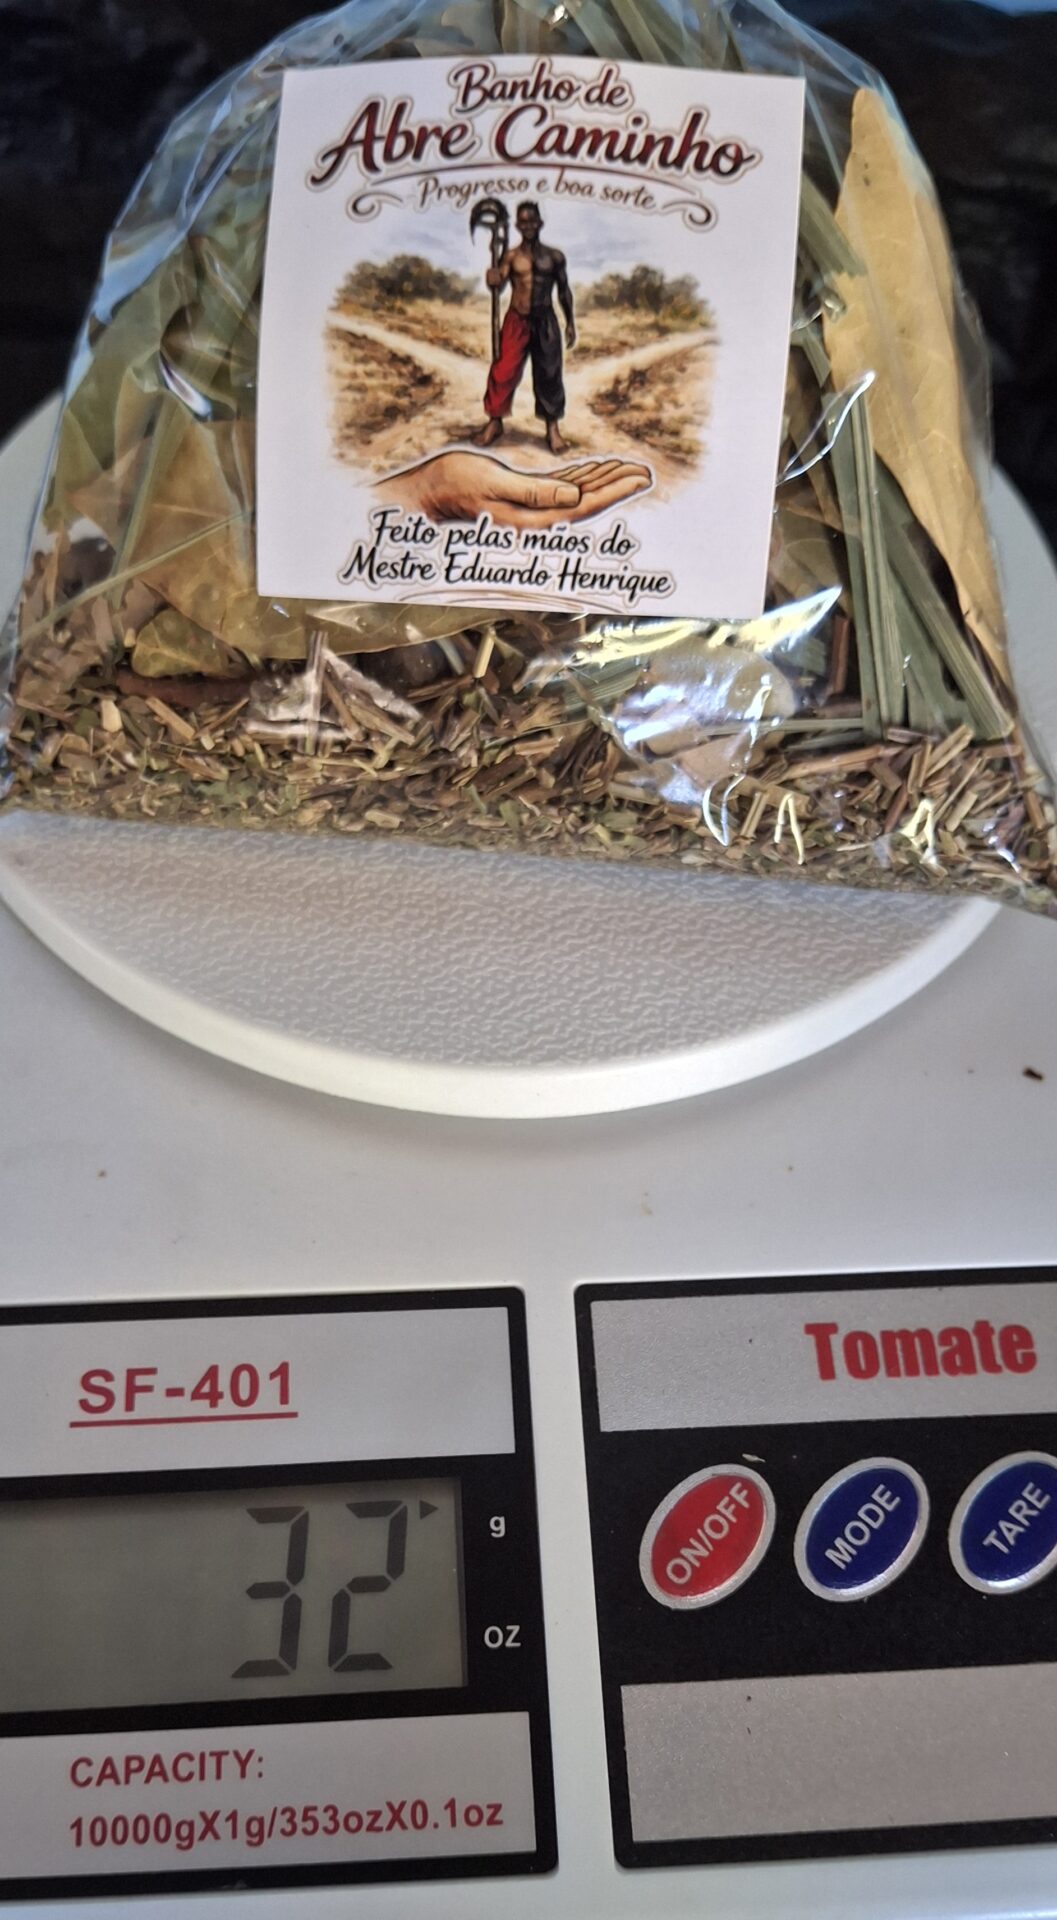 Banho de
Abre Caminho
Progresso e boa sorte
Feito pelas mãos do
Mestre Eduardo Henrique
SF-401
Tomate
32
g
oz
ON/OFF
MODE
TARE
CAPACITY:
10000gX1g/353ozX0.1oz